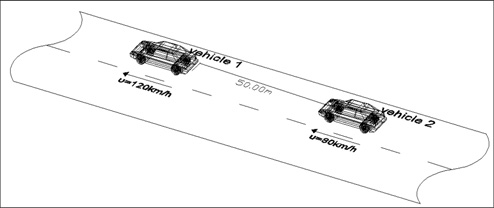 vehicle 1
u=120km/h
50.00m
vehicle 2
u=80km/h